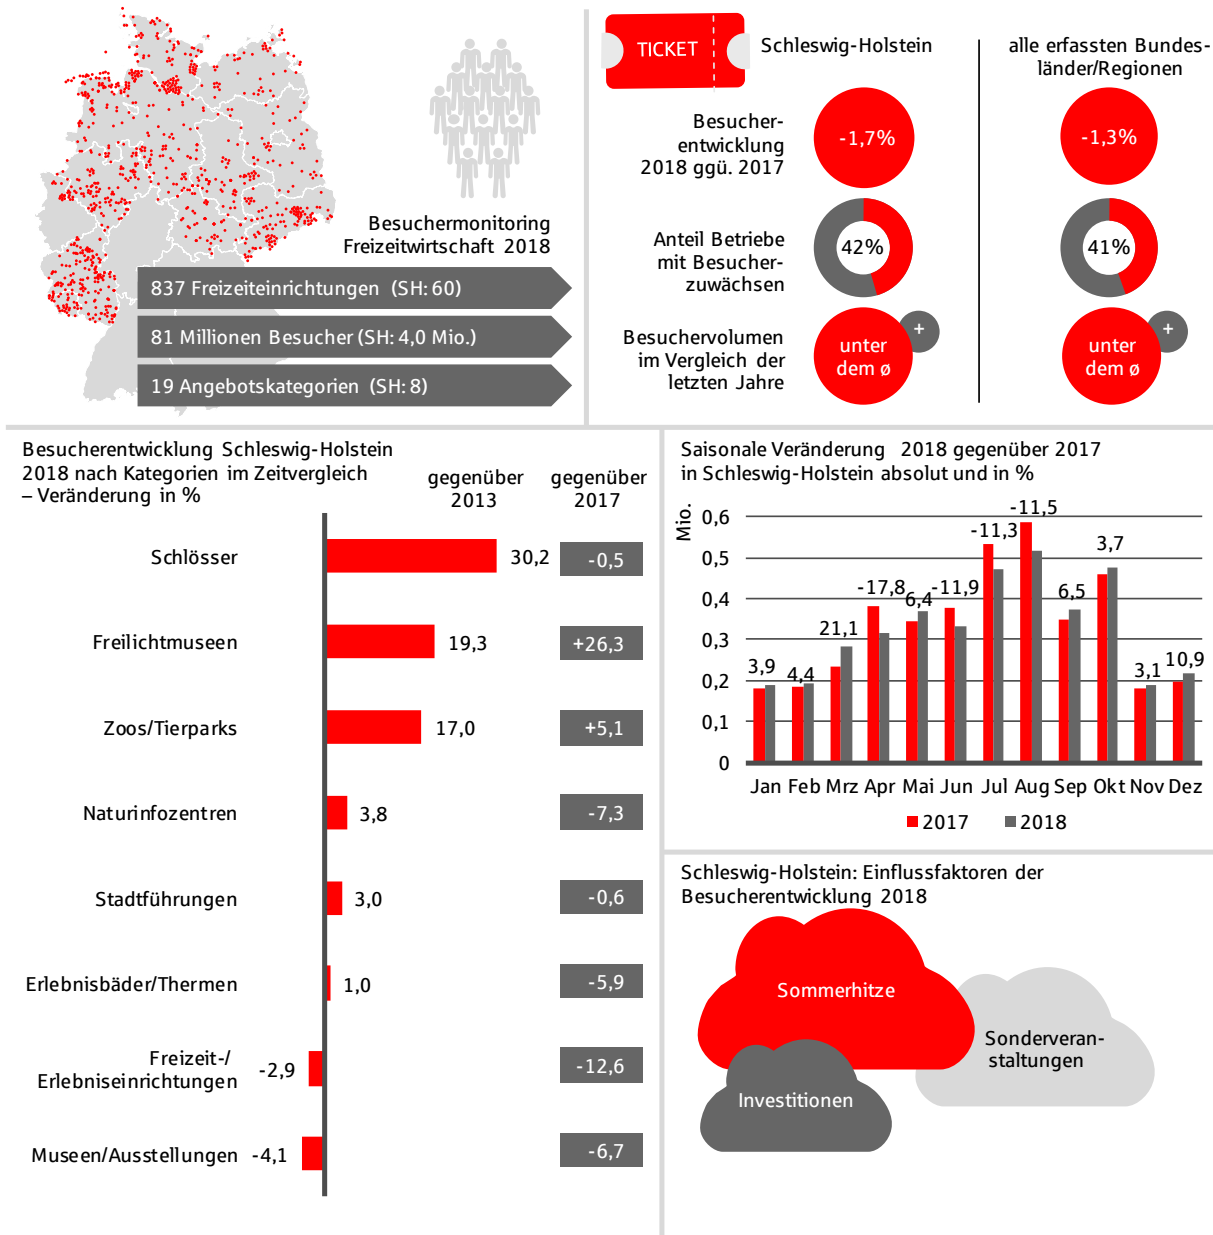 Besuchermonitoring
Freizeitwirtschaft 2018
837 Freizeiteinrichtungen (SH: 60)
81 Millionen Besucher (SH: 4,0 Mio.)
19 Angebotskategorien (SH: 8)
TICKET
Schleswig-Holstein
alle erfassten Bundes-
länder/Regionen
Besucher-
entwicklung
2018 ggü. 2017
-1,7%
-1,3%
Anteil Betriebe
mit Besucher-
zuwächsen
42%
41%
Besuchervolumen
im Vergleich der
letzten Jahre
unter
dem ø
+
unter
dem ø
+
Besucherentwicklung Schleswig-Holstein
2018 nach Kategorien im Zeitvergleich
– Veränderung in %
gegenüber
2013
gegenüber
2017
Schlösser
30,2
-0,5
Freilichtmuseen
19,3
+26,3
Zoos/Tierparks
17,0
+5,1
Naturinfozentren
3,8
-7,3
Stadtführungen
3,0
-0,6
Erlebnisbäder/Thermen
1,0
-5,9
Freizeit-/
Erlebniseinrichtungen
-2,9
-12,6
Museen/Ausstellungen
-4,1
-6,7
Saisonale Veränderung 2018 gegenüber 2017
in Schleswig-Holstein absolut und in %
Mio.
0,6
0,5
0,4
0,3
0,2
0,1
0
3,9
4,4
21,1
-17,8
6,4
-11,9
-11,3
-11,5
6,5
3,7
3,1
10,9
Jan Feb Mrz Apr Mai Jun Jul Aug Sep Okt Nov Dez
2017 2018
Schleswig-Holstein: Einflussfaktoren der
Besucherentwicklung 2018
Sommerhitze
Sonderveran-
staltungen
Investitionen